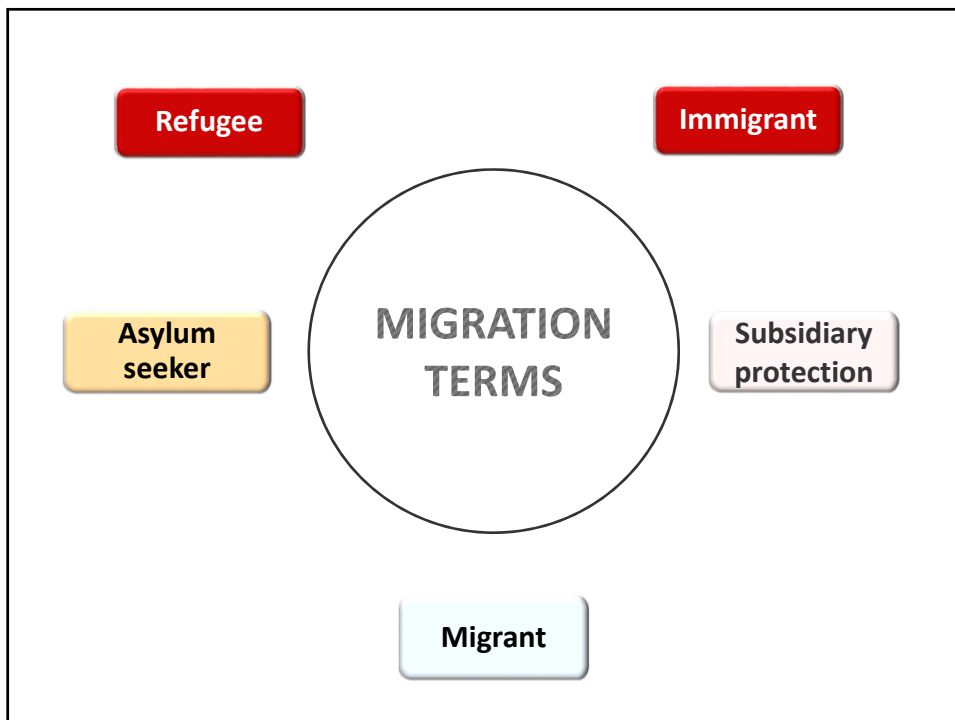 Refugee
Immigrant
Asylum
seeker
MIGRATION
TERMS
Subsidiary
protection
Migrant